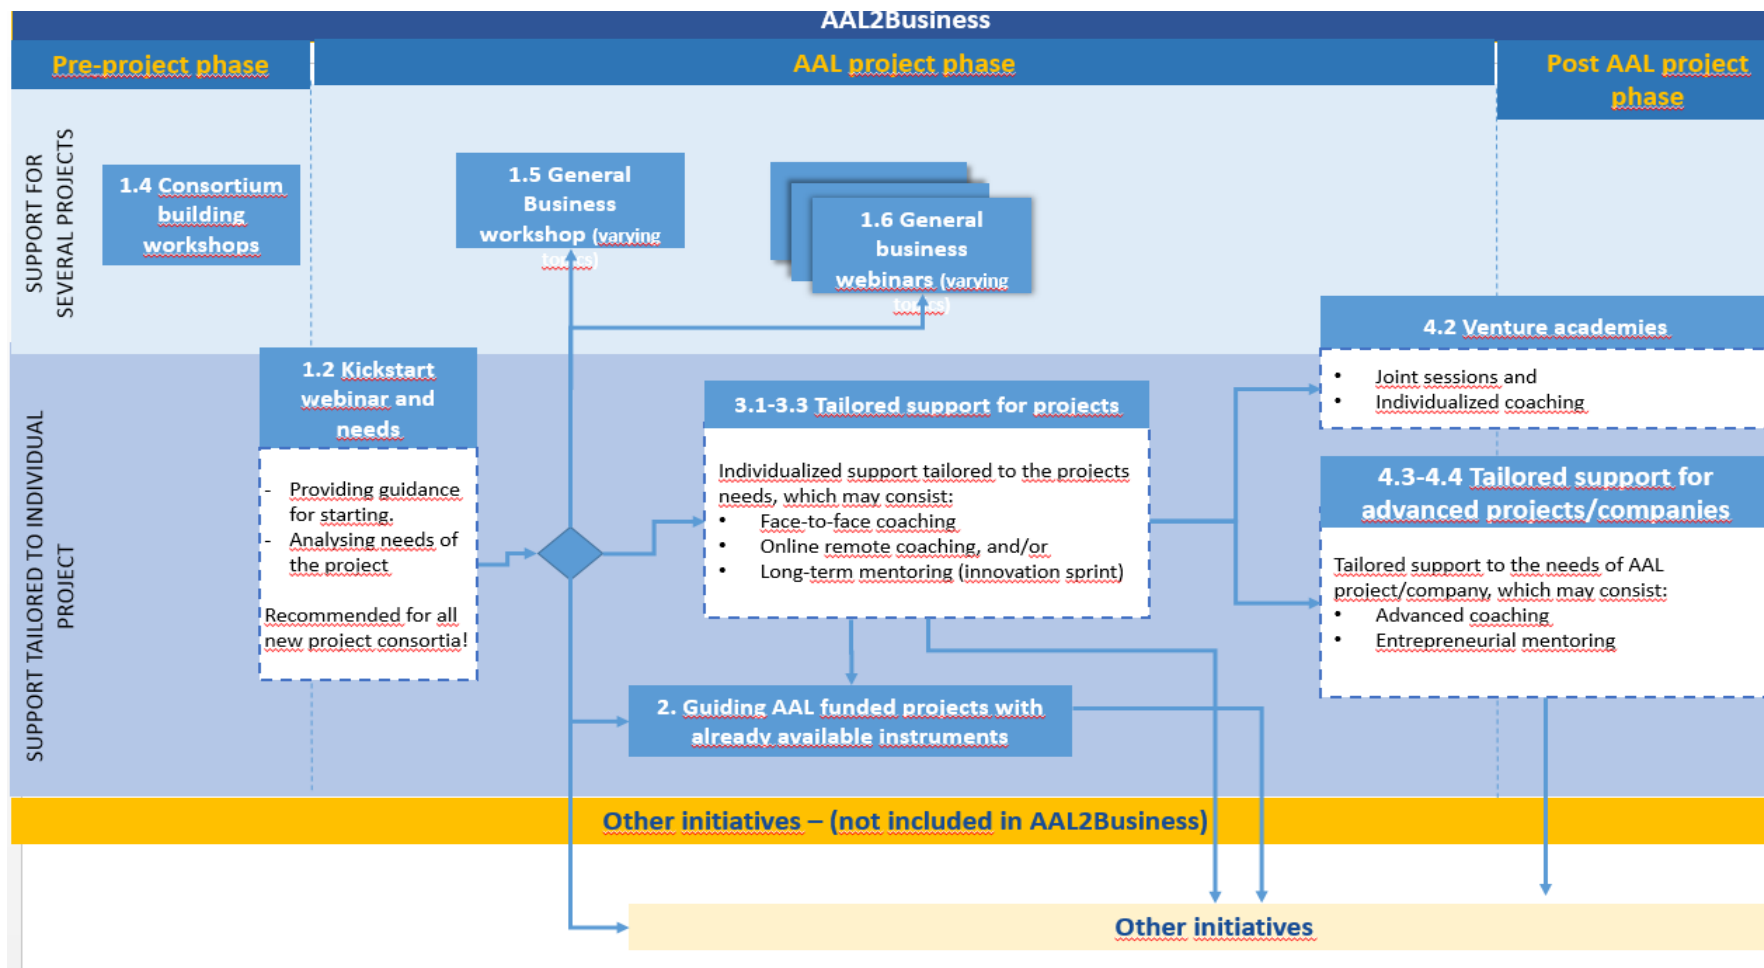 AAL2Business
Pre-project phase
AAL project phase
Post AAL project
phase
SUPPORT FOR
SEVERAL PROJECTS
1.4 Consortium
building
workshops
1.5 General
Business
workshop (varying
topics)
1.6 General
business
webinars (varying
topics)
SUPPORT TAILORED TO INDIVIDUAL
PROJECT
1.2 Kickstart
webinar and
needs
- Providing guidance
for starting.
- Analysing needs of
the project
Recommended for all
new project consortia!
3.1-3.3 Tailored support for projects
Individualized support tailored to the projects
needs, which may consist:
• Face-to-face coaching
• Online remote coaching, and/or
• Long-term mentoring (innovation sprint)
2. Guiding AAL funded projects with
already available instruments
4.2 Venture academies
• Joint sessions and
• Individualized coaching
4.3-4.4 Tailored support for
advanced projects/companies
Tailored support to the needs of AAL
project/company, which may consist:
• Advanced coaching
• Entrepreneurial mentoring
Other initiatives – (not included in AAL2Business)
Other initiatives